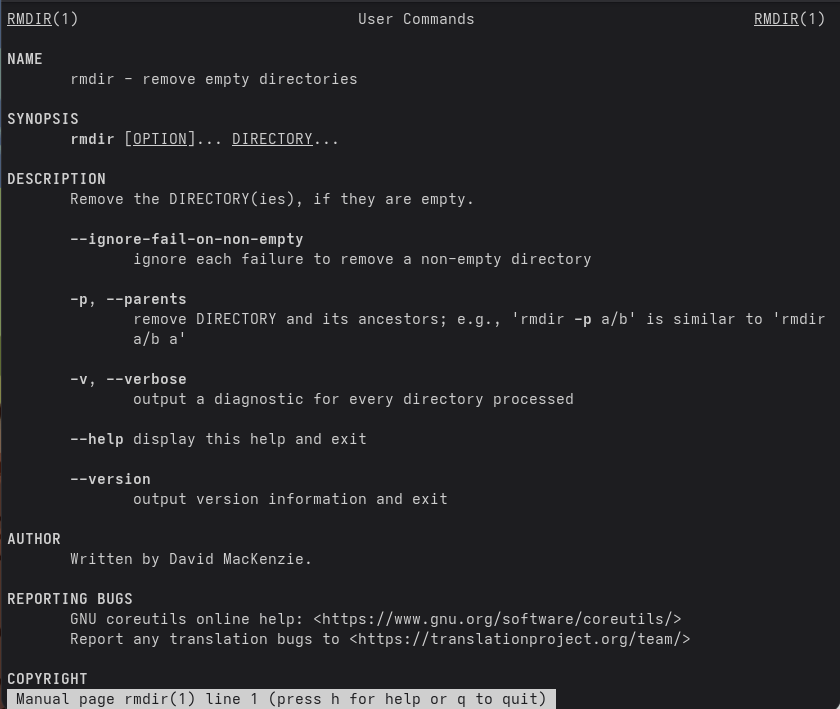 RMDIR(1) User Commands RMDIR(1)
NAME
rmdir - remove empty directories
SYNOPSIS
rmdir [OPTION]... DIRECTORY...
DESCRIPTION
Remove the DIRECTORY(ies), if they are empty.
--ignore-fail-on-non-empty
ignore each failure to remove a non-empty directory
-p, --parents
remove DIRECTORY and its ancestors; e.g., 'rmdir -p a/b' is similar to 'rmdir
a/b a'
-v, --verbose
output a diagnostic for every directory processed
--help display this help and exit
--version
output version information and exit
AUTHOR
Written by David MacKenzie.
REPORTING BUGS
GNU coreutils online help: <https://www.gnu.org/software/coreutils/>
Report any translation bugs to <https://translationproject.org/team/>
COPYRIGHT
Manual page rmdir(1) line 1 (press h for help or q to quit)